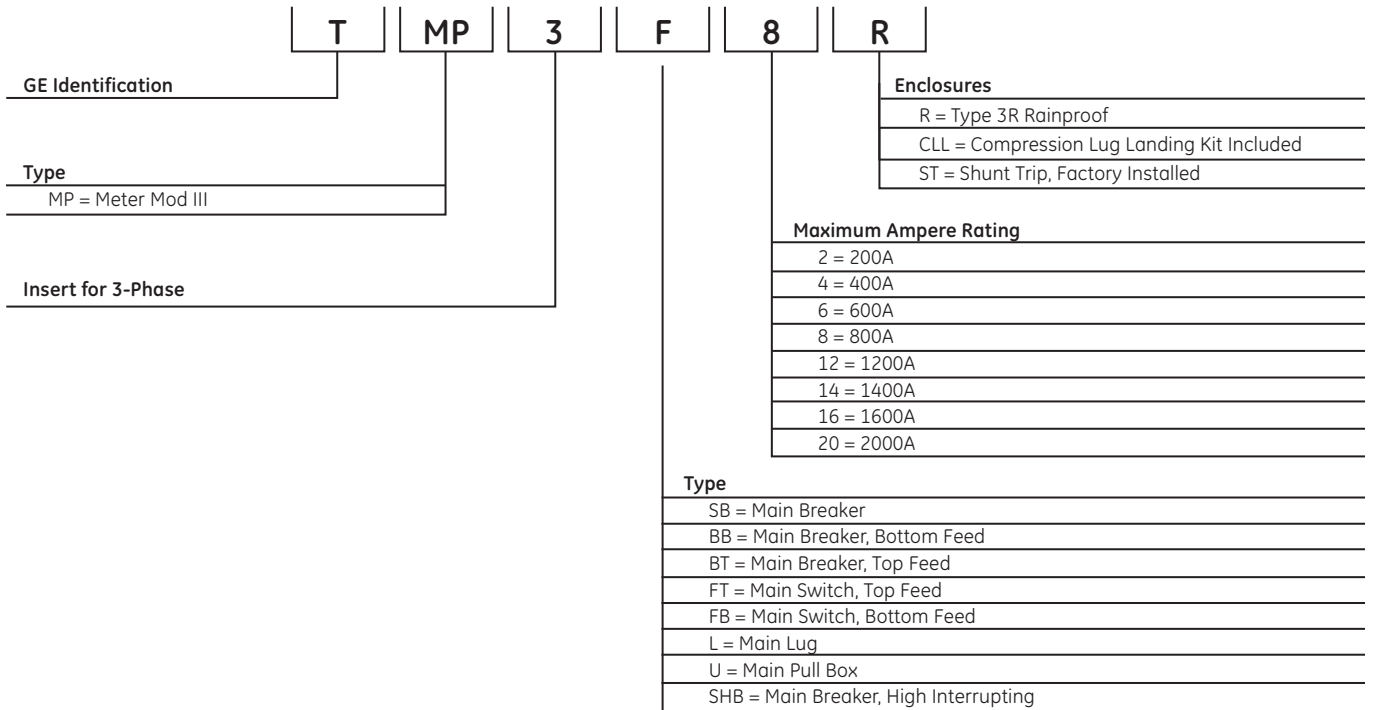 T MP 3 F 8 R
GE Identification
Type
MP = Meter Mod III
Insert for 3-Phase
Enclosures
R = Type 3R Rainproof
CLL = Compression Lug Landing Kit Included
ST = Shunt Trip, Factory Installed
Maximum Ampere Rating
2 = 200A
4 = 400A
6 = 600A
8 = 800A
12 = 1200A
14 = 1400A
16 = 1600A
20 = 2000A
Type
SB = Main Breaker
BB = Main Breaker, Bottom Feed
BT = Main Breaker, Top Feed
FT = Main Switch, Top Feed
FB = Main Switch, Bottom Feed
L = Main Lug
U = Main Pull Box
SHB = Main Breaker, High Interrupting